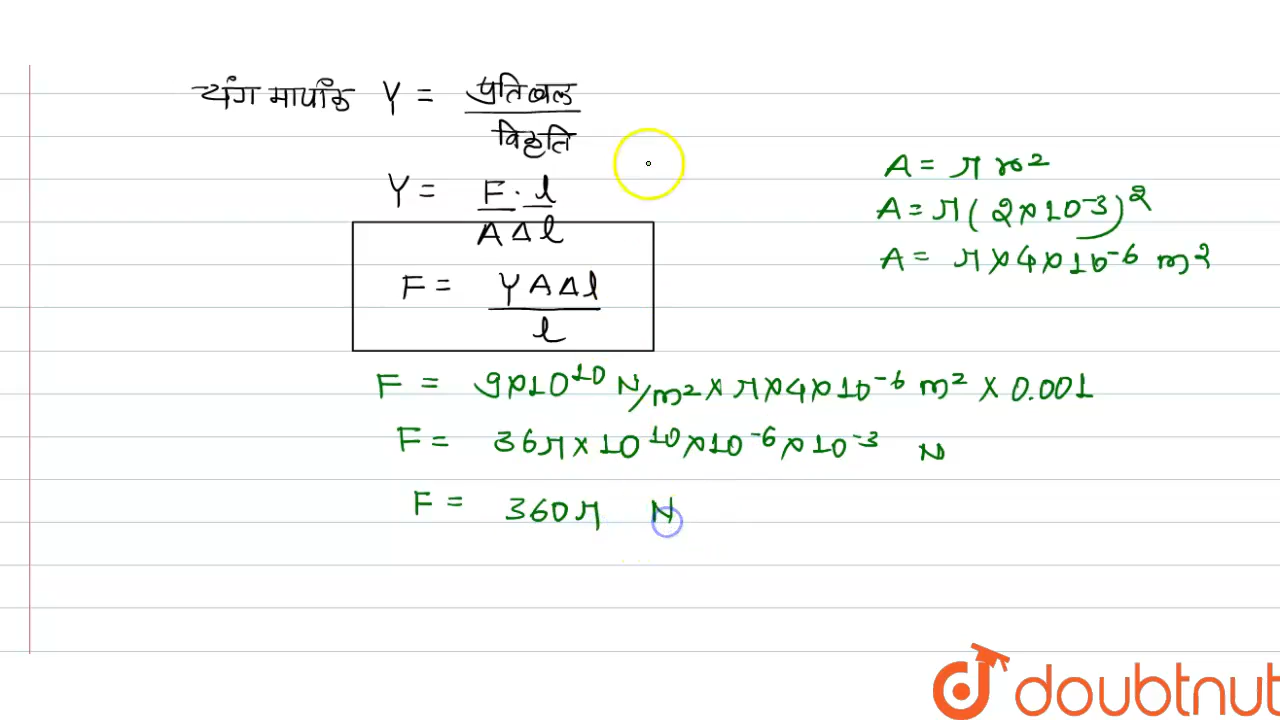 यंग मापांक Y = प्रतिबल / विकृति
Y = F · l / A Δl
F = Y A Δl / l
A = π r²
A = π ( 2×10⁻³ )²
A = π × 4 × 10⁻⁶ m²
F = 9×10¹⁰ N/m² × π × 4 × 10⁻⁶ m² × 0.001
F = 36π × 10¹⁰ × 10⁻⁶ × 10⁻³ N
F = 360π N
doubtnut